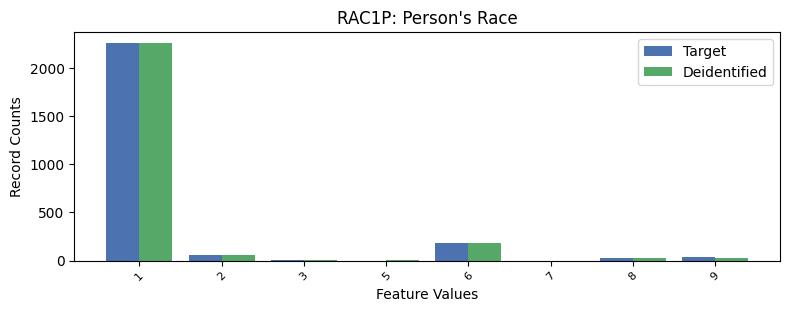 RAC1P: Person's Race
Target
Deidentified
Record Counts
2000
1500
1000
500
0
1 2 3 5 6 7 8 9
Feature Values